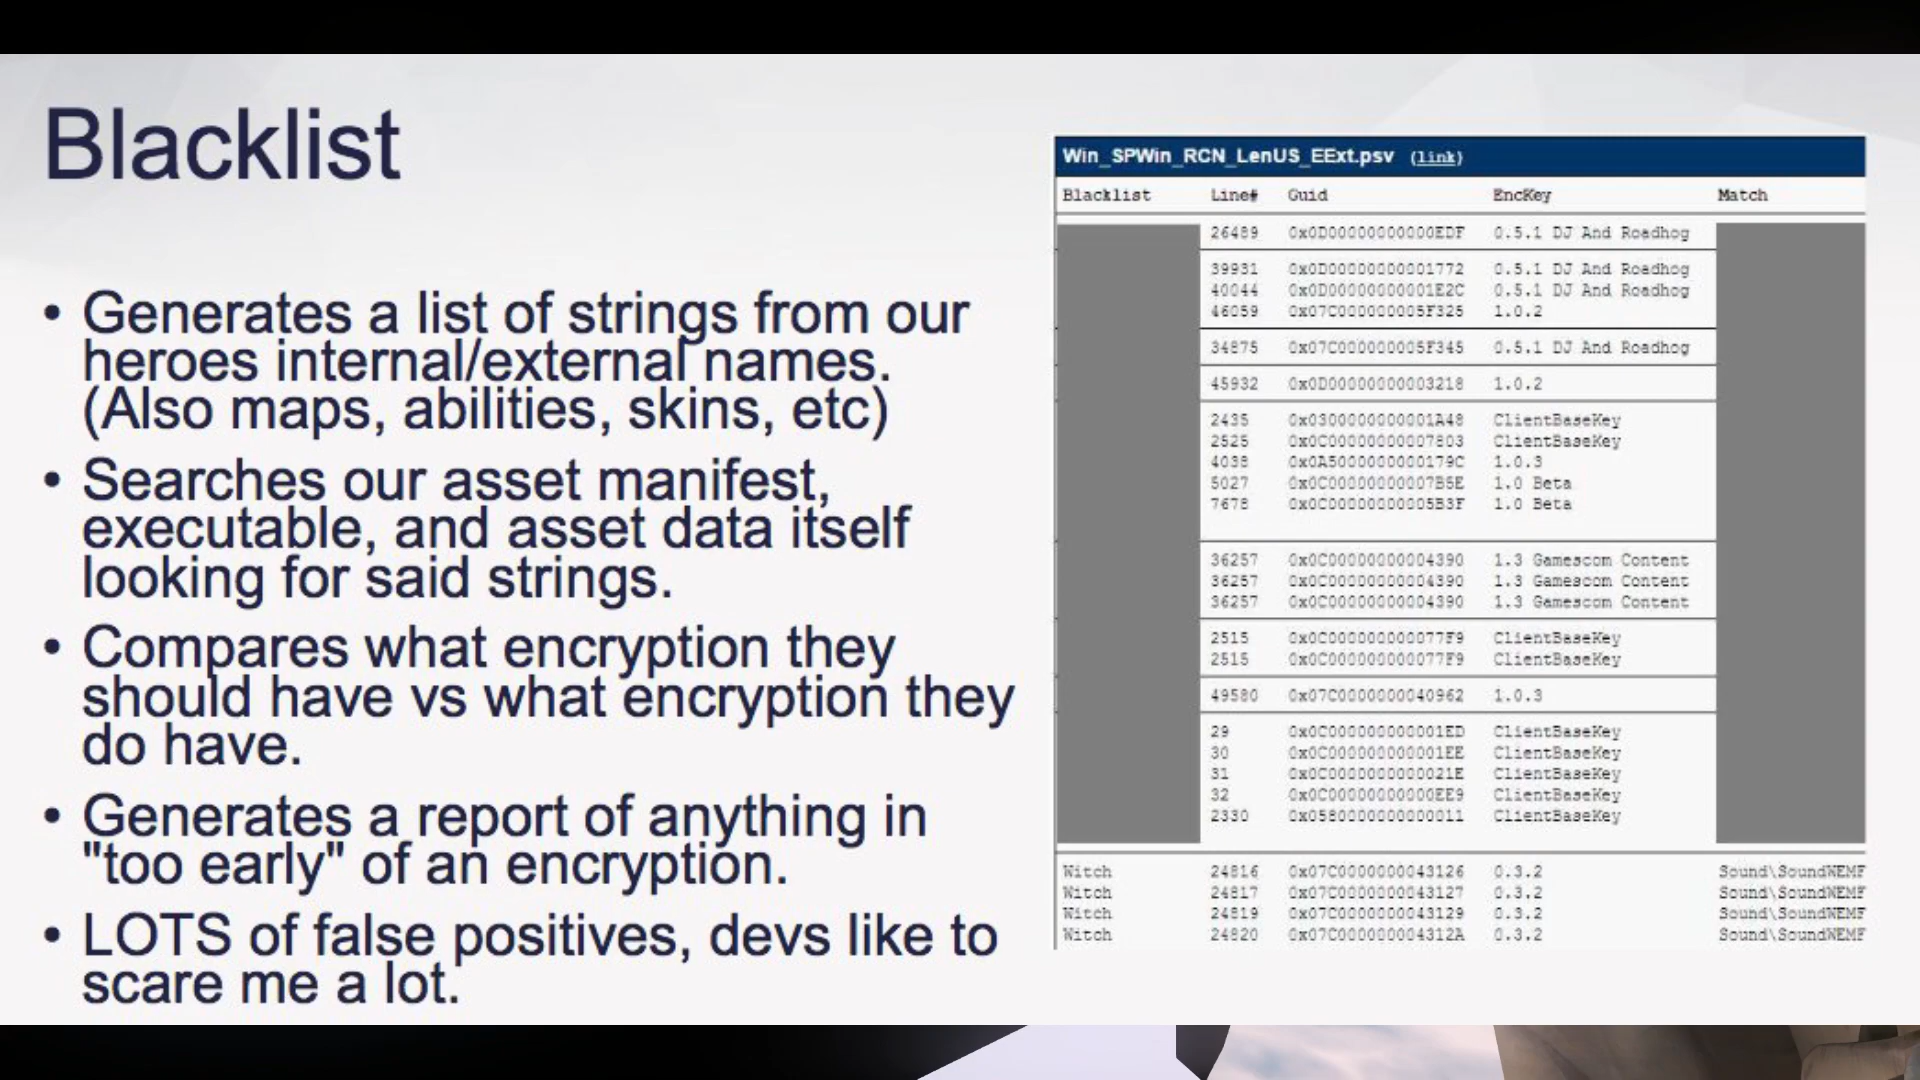 Blacklist
• Generates a list of strings from our
heroes internal/external names.
(Also maps, abilities, skins, etc)
• Searches our asset manifest,
executable, and asset data itself
looking for said strings.
• Compares what encryption they
should have vs what encryption they
do have.
• Generates a report of anything in
"too early" of an encryption.
• LOTS of false positives, devs like to
scare me a lot.
Win_SPWin_RCN_LenUS_EExt.psv (link)
Blacklist Line# Guid EncKey Match
26489 0x0D00000000000EDF 0.5.1 DJ And Roadhog
39931 0x0D00000000001772 0.5.1 DJ And Roadhog
40044 0x0D00000000001E2C 0.5.1 DJ And Roadhog
46059 0x07C000000005F325 1.0.2
34875 0x07C000000005F345 0.5.1 DJ And Roadhog
45932 0x0D00000000003218 1.0.2
2435 0x0300000000001A48 ClientBaseKey
2525 0x0C00000000007803 ClientBaseKey
4038 0x0A5000000000179C 1.0.3
5027 0x0C00000000007B5E 1.0 Beta
7678 0x0C00000000005B3F 1.0 Beta
36257 0x0C00000000004390 1.3 Gamescom Content
36257 0x0C00000000004390 1.3 Gamescom Content
36257 0x0C00000000004390 1.3 Gamescom Content
2515 0x0C000000000077F9 ClientBaseKey
2515 0x0C000000000077F9 ClientBaseKey
49580 0x07C0000000040962 1.0.3
29 0x0C000000000001ED ClientBaseKey
30 0x0C000000000001EE ClientBaseKey
31 0x0C0000000000021E ClientBaseKey
32 0x0C00000000000EE9 ClientBaseKey
2330 0x0580000000000011 ClientBaseKey
Witch 24816 0x07C0000000043126 0.3.2 Sound\SoundWEMF
Witch 24817 0x07C0000000043127 0.3.2 Sound\SoundWEMF
Witch 24819 0x07C0000000043129 0.3.2 Sound\SoundWEMF
Witch 24820 0x07C000000004312A 0.3.2 Sound\SoundWEMF